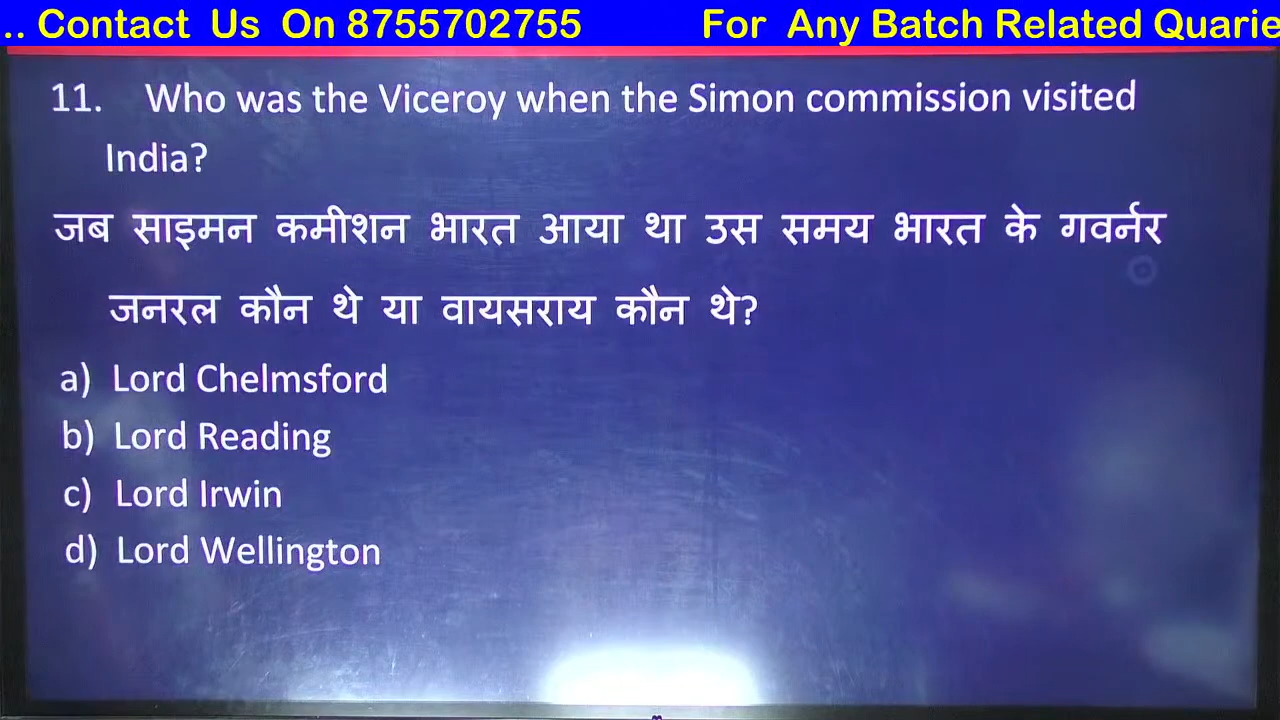 .. Contact Us On 8755702755 For Any Batch Related Quarie
11. Who was the Viceroy when the Simon commission visited
India?
जब साइमन कमीशन भारत आया था उस समय भारत के गवर्नर
जनरल कौन थे या वायसराय कौन थे?
a) Lord Chelmsford
b) Lord Reading
c) Lord Irwin
d) Lord Wellington